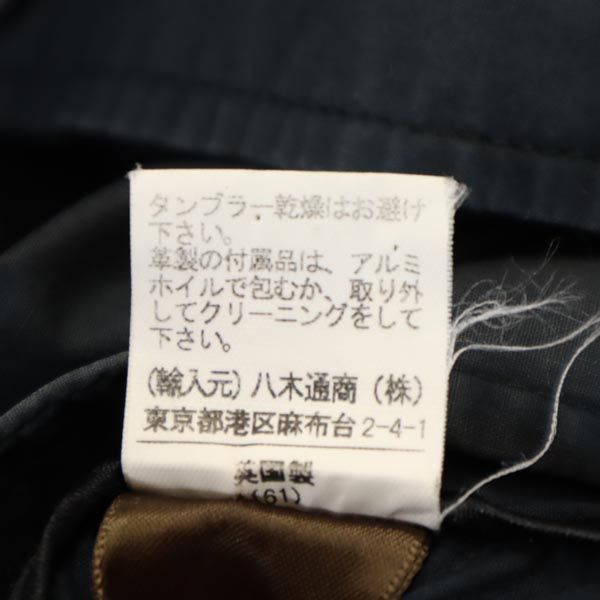 タンブラー乾燥はお避け
下さい。
革製の付属品は、アルミ
ホイルで包むか、取り外
してクリーニングをして
下さい。
(輸入元) 八木通商 (株)
東京都港区麻布台2-4-1
英国製
(61)